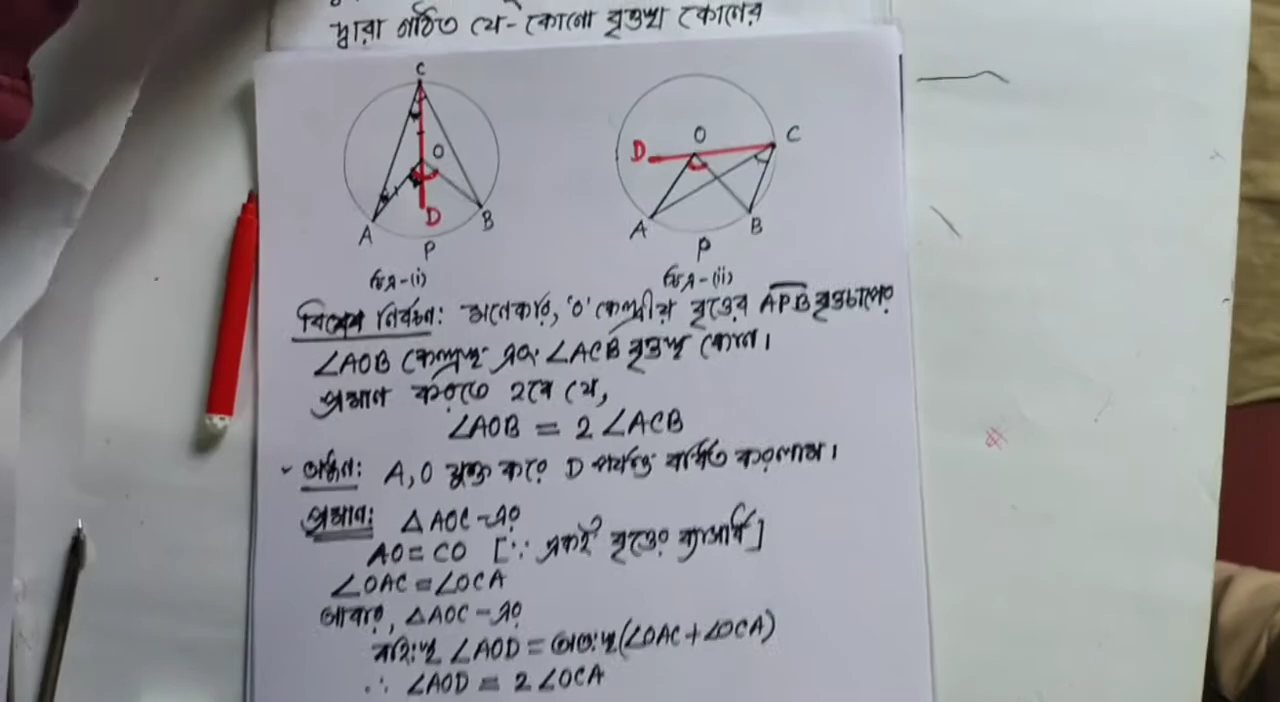 দ্বারা গঠিত যে-কোনো বৃত্তস্থ কোণের
C
O
A
D
B
P
চিত্র-(i)
D
O
C
A
B
P
চিত্র-(ii)
বিশেষ নির্বচন: মনেকরি, 'O' কেন্দ্রীয় বৃত্তের APB বৃত্তচাপের
∠AOB কেন্দ্রস্থ এবং ∠ACB বৃত্তস্থ কোণ।
প্রমাণ করতে হবে যে,
∠AOB = 2 ∠ACB
অঙ্কন: A, O যুক্ত করে D পর্যন্ত বর্ধিত করলাম।
প্রমাণ: △AOC-এর
AO = CO [∵ একই বৃত্তের ব্যাসার্ধ]
∠OAC = ∠OCA
আবার, △AOC-এর
বহিঃস্থ ∠AOD = অন্তঃস্থ (∠OAC + ∠OCA)
∴ ∠AOD = 2 ∠OCA